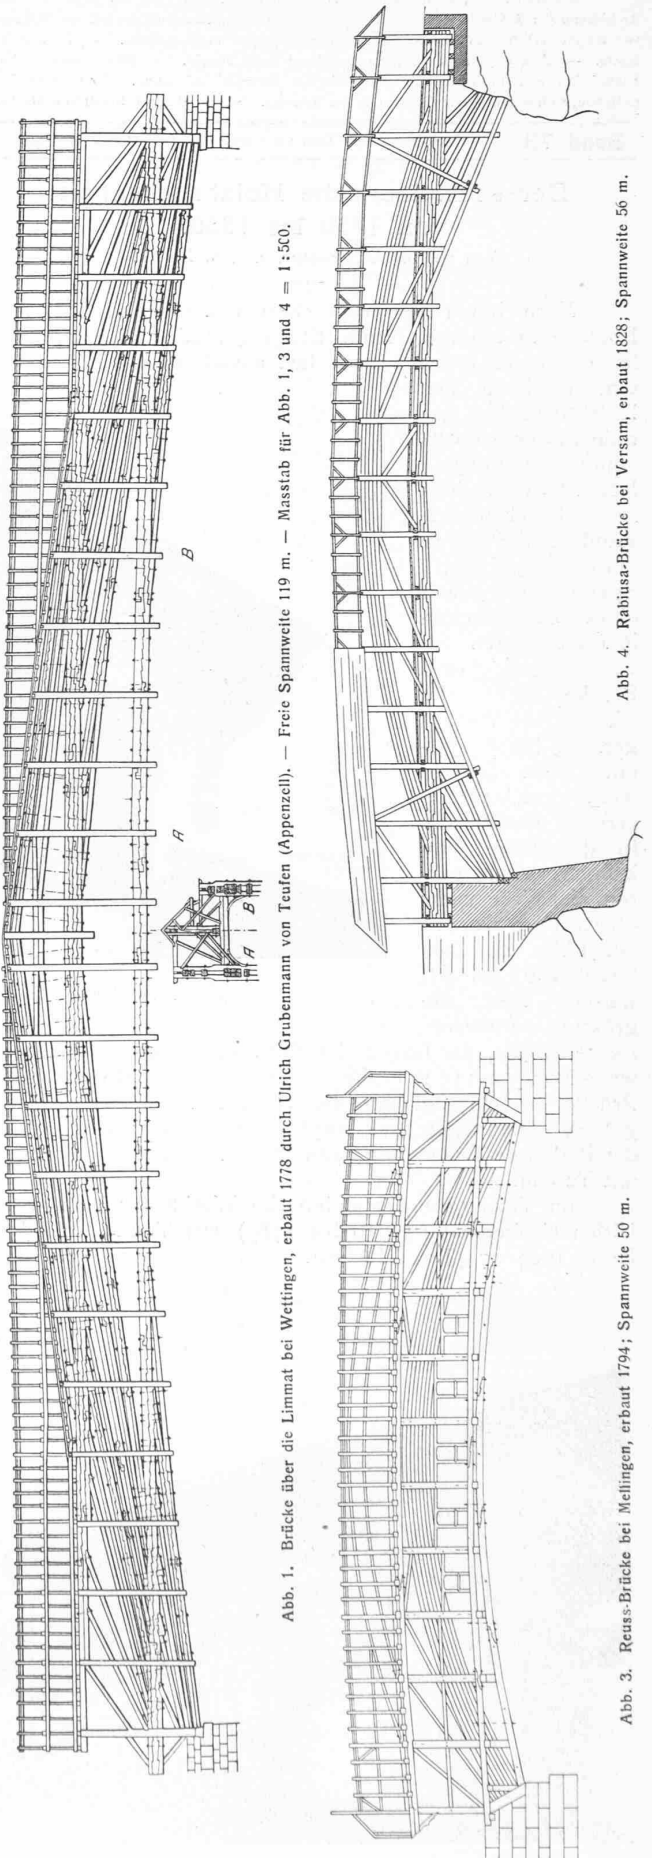 Abb. 1. Brücke über die Limmat bei Wettingen, erbaut 1778 durch Ulrich Grubenmann von Teufen (Appenzell). — Freie Spannweite 119 m. — Masstab für Abb. 1, 3 und 4 = 1:500.
A
B
A
B
Abb. 3. Reuss-Brücke bei Mellingen, erbaut 1794; Spannweite 50 m.
Abb. 4. Rabiusa-Brücke bei Versam, erbaut 1828; Spannweite 56 m.